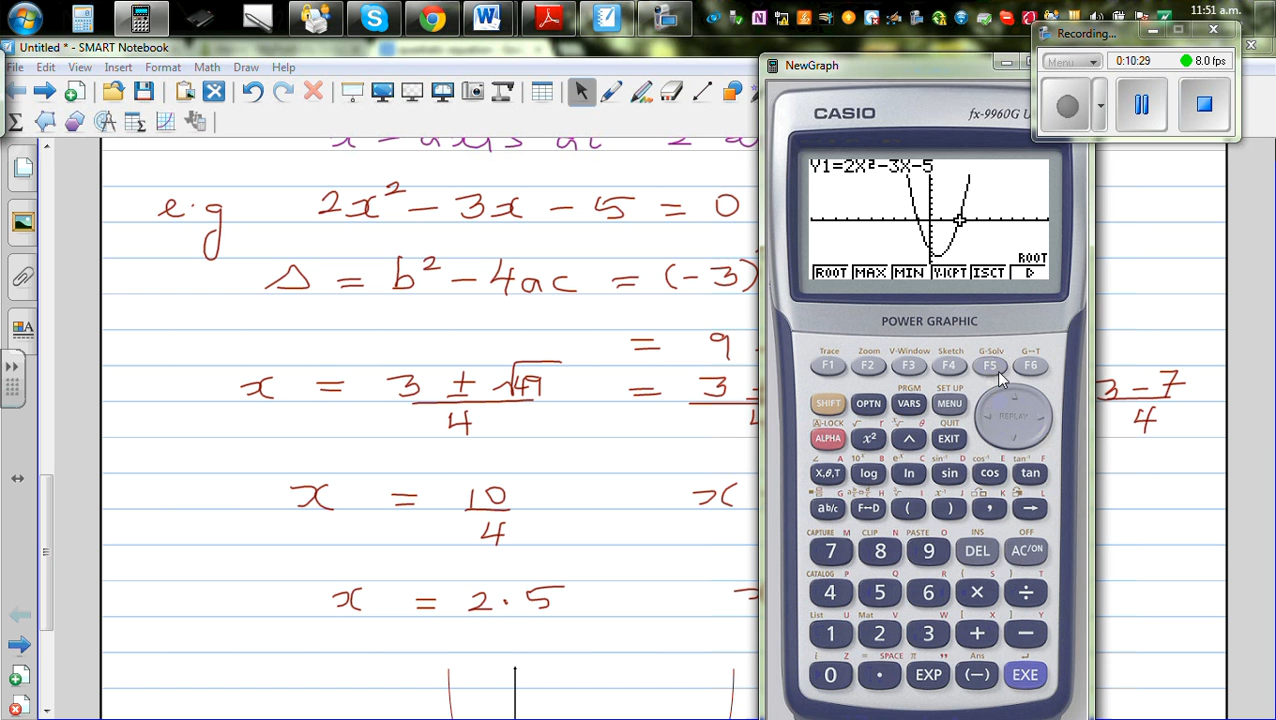 11:51 a.m.
Untitled * - SMART Notebook
Recording...
File Edit View Insert Format Math Draw Help
NewGraph
Menu 0:10:29 8.0 fps
CASIO
fx-9960G
Y1=2X²-3X-5
e.g 2x² - 3x - 5 = 0
ROOT
ROOT MAX MIN Y-ICPT ISCT
Δ = b² - 4ac = (-3)
POWER GRAPHIC
= 9
Trace Zoom V-Window Sketch G-Solv G↔T
F1 F2 F3 F4 F5 F6
x = 3 ± √49 / 4 = 3 3 - 7 / 4
PRGM SET UP
SHIFT OPTN VARS MENU REPLAY
A-LOCK QUIT
ALPHA x² ^ EXIT
X,θ,T log ln sin cos tan
x = 10 / 4 x
a b/c F↔D ( ) , →
CAPTURE M CLIP N PASTE O INS OFF
7 8 9 DEL AC/ON
CATALOG P Q R { S } T
4 5 6 × ÷
x = 2.5
List U Mat V W [ X ] Y
1 2 3 + −
i Z = SPACE π " Ans
0 . EXP (−) EXE